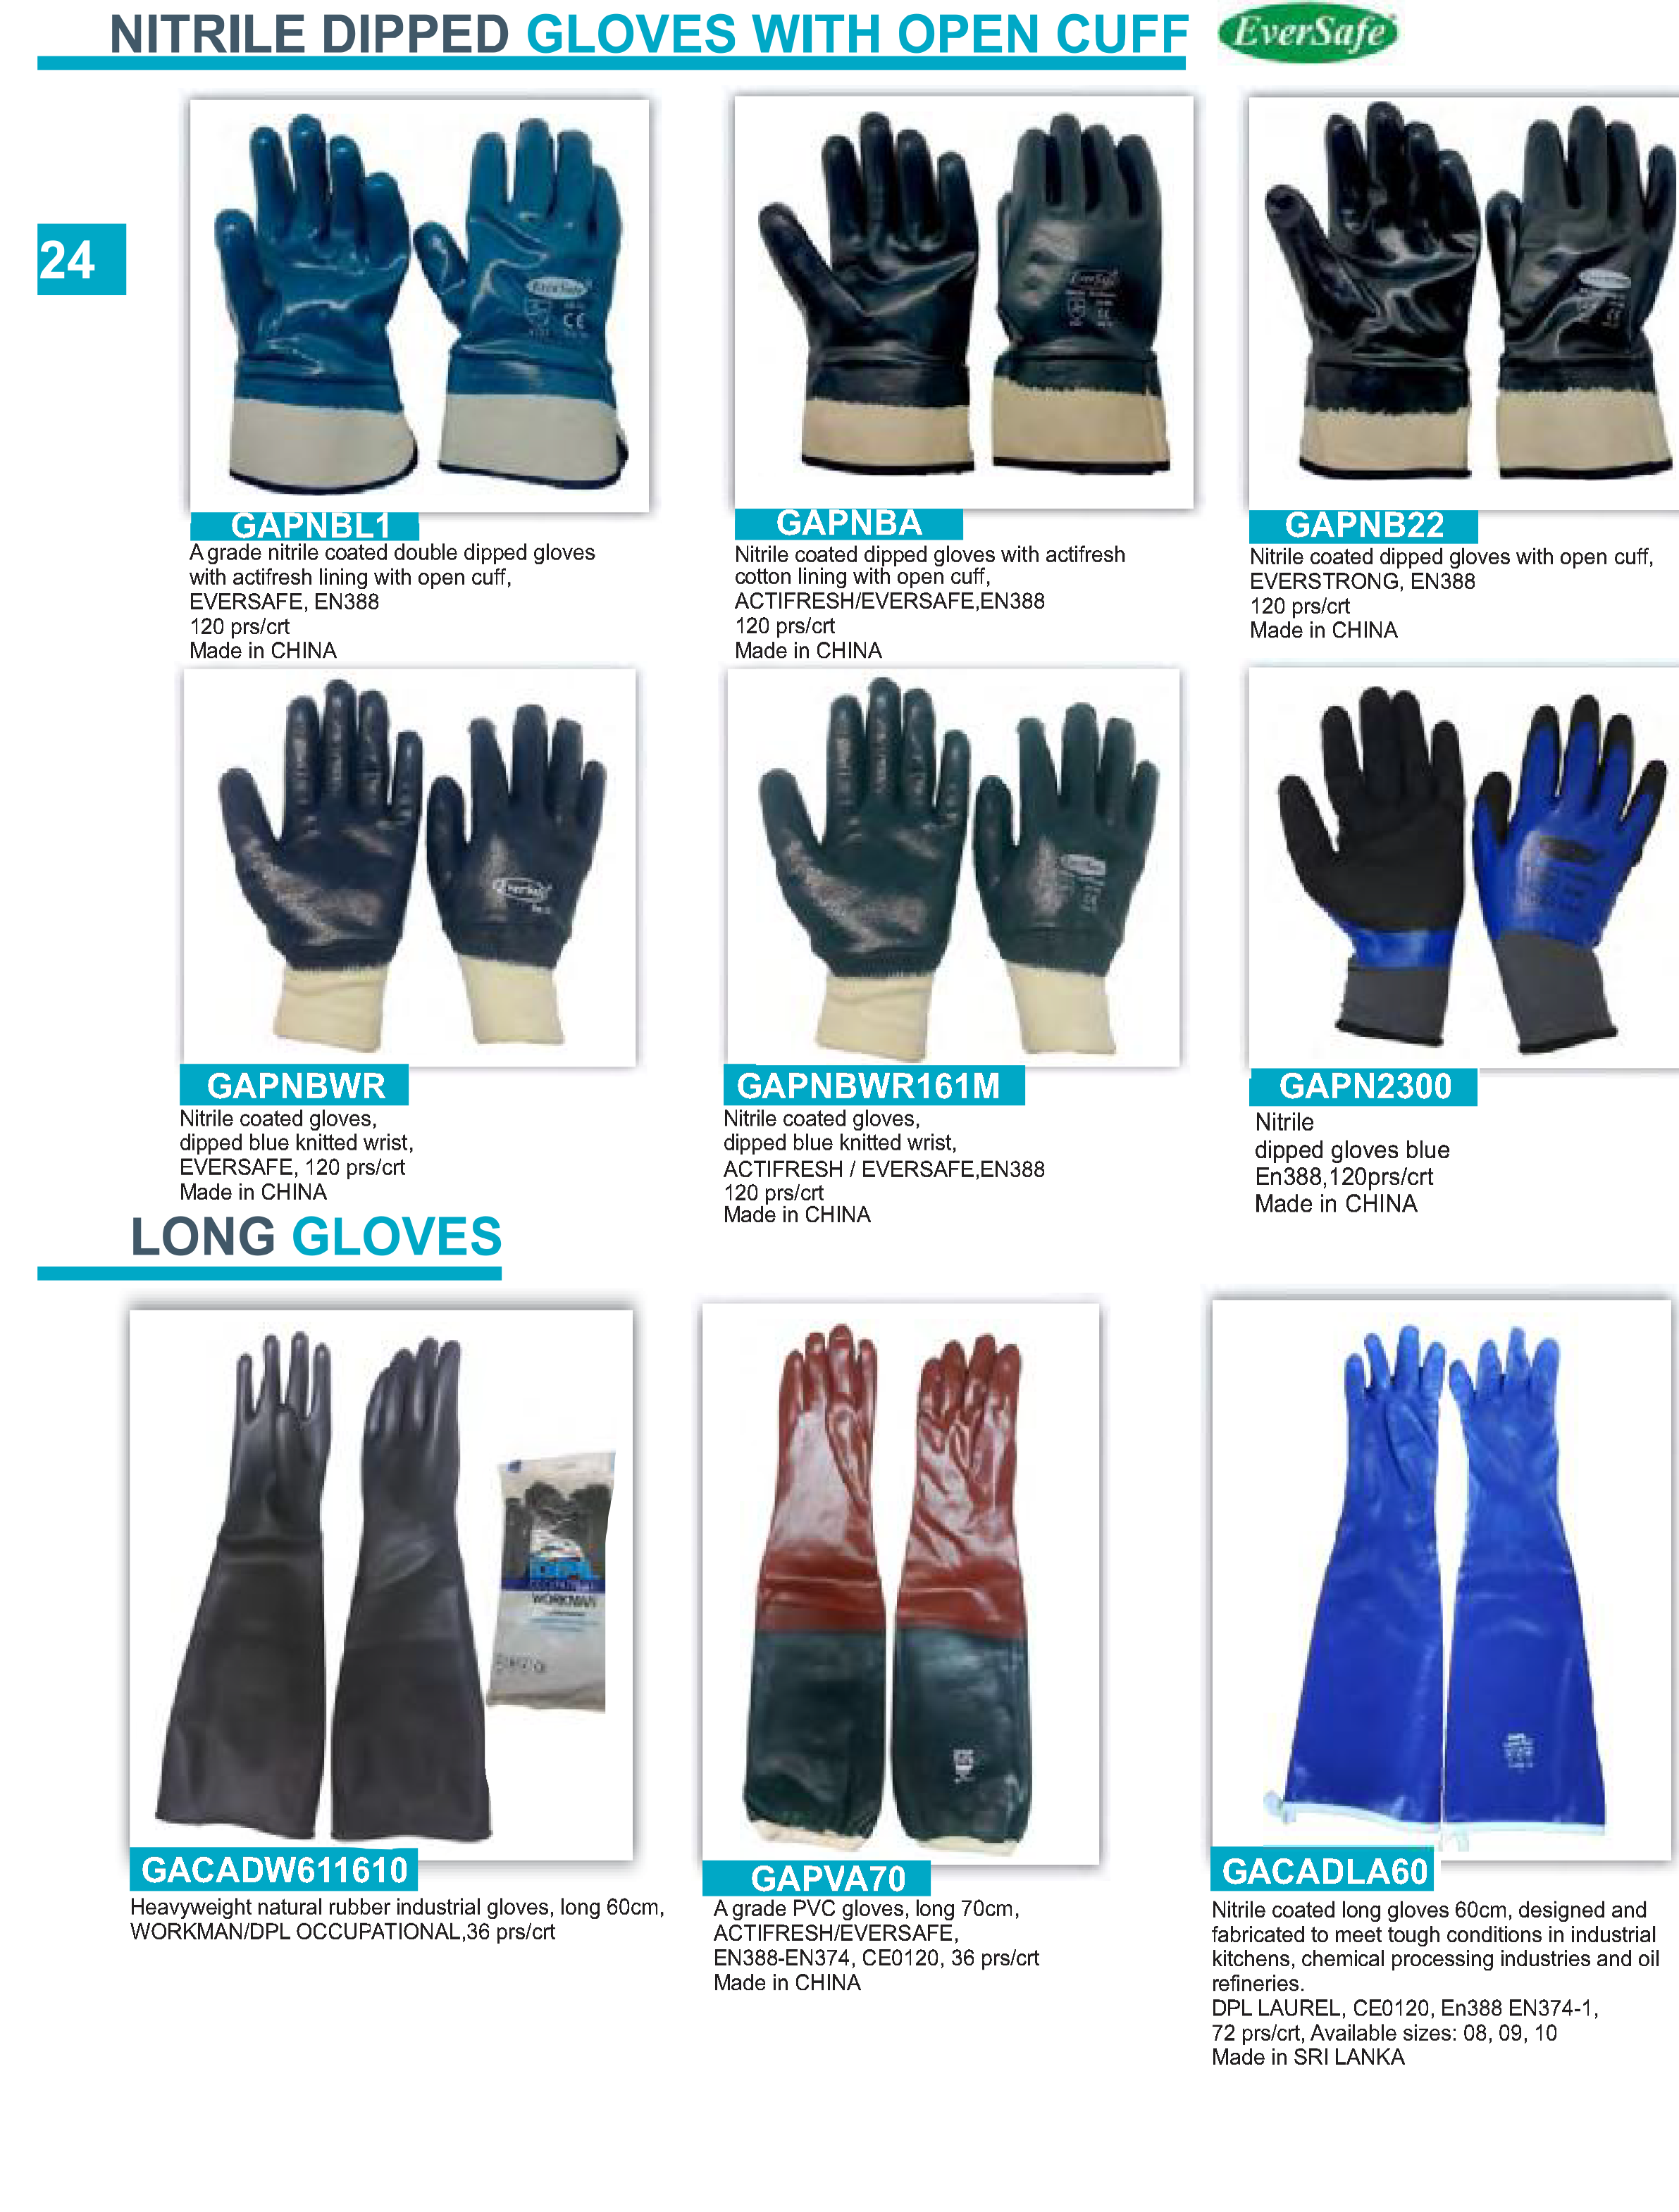 NITRILE DIPPED GLOVES WITH OPEN CUFF
EverSafe
24
GAPNBL1
A grade nitrile coated double dipped gloves
with actifresh lining with open cuff,
EVERSAFE, EN388
120 prs/crt
Made in CHINA
GAPNBA
Nitrile coated dipped gloves with actifresh
cotton lining with open cuff,
ACTIFRESH/EVERSAFE,EN388
120 prs/crt
Made in CHINA
GAPNB22
Nitrile coated dipped gloves with open cuff,
EVERSTRONG, EN388
120 prs/crt
Made in CHINA
GAPNBWR
Nitrile coated gloves,
dipped blue knitted wrist,
EVERSAFE, 120 prs/crt
Made in CHINA
GAPNBWR161M
Nitrile coated gloves,
dipped blue knitted wrist,
ACTIFRESH / EVERSAFE,EN388
120 prs/crt
Made in CHINA
GAPN2300
Nitrile
dipped gloves blue
En388,120prs/crt
Made in CHINA
LONG GLOVES
DPL
WORKMAN
GACADW611610
Heavyweight natural rubber industrial gloves, long 60cm,
WORKMAN/DPL OCCUPATIONAL,36 prs/crt
GAPVA70
A grade PVC gloves, long 70cm,
ACTIFRESH/EVERSAFE,
EN388-EN374, CE0120, 36 prs/crt
Made in CHINA
GACADLA60
Nitrile coated long gloves 60cm, designed and
fabricated to meet tough conditions in industrial
kitchens, chemical processing industries and oil
refineries.
DPL LAUREL, CE0120, En388 EN374-1,
72 prs/crt, Available sizes: 08, 09, 10
Made in SRI LANKA